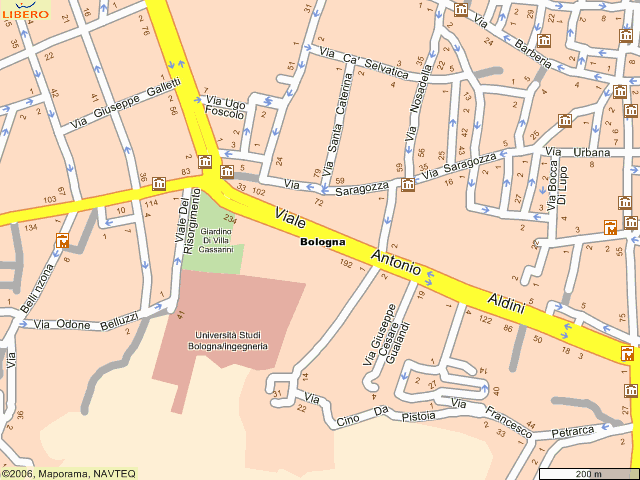 LIBERO
Via Ca' Selvatica
Via Barberia
Via Giuseppe Galletti
Via Ugo
Foscolo
Via Santa Caterina
Via Nosadella
Via Saragozza
Via Urbana
Via Saragozza
Via Bocca
Di Lupo
Viale Del
Risorgimento
Giardino
Di Villa
Cassarini
Viale Antonio Aldini
Bologna
Bellinzona
Via
Via Odone Belluzzi
Università Studi
Bologna/ingegneria
Via Giuseppe
Cesare
Gualandi
Via Cino Da Pistoia
Via Francesco Petrarca
©2006, Maporama, NAVTEQ
200 m